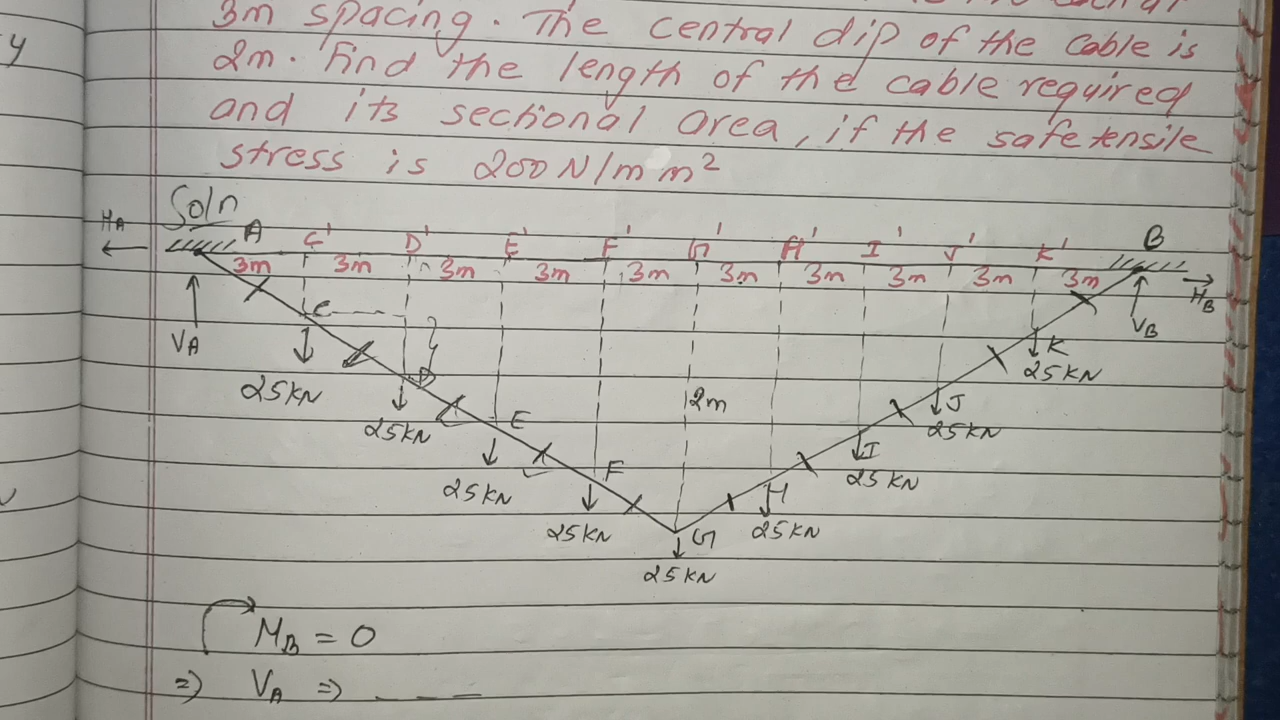 3m spacing. The central dip of the cable is
2m. Find the length of the cable required
and its sectional area, if the safe tensile
stress is 200 N/mm²
Soln
HA A C' D' E' F' G' H' I' J' K' B
3m 3m 3m 3m 3m 3m 3m 3m 3m 3m
HB
VA VB
C K
25KN 25KN
D J
25KN 25KN
2m
E I
25KN 25KN
F H
25KN 25KN
G
25KN
MB = 0
⇒ VA ⇒ _ _ _